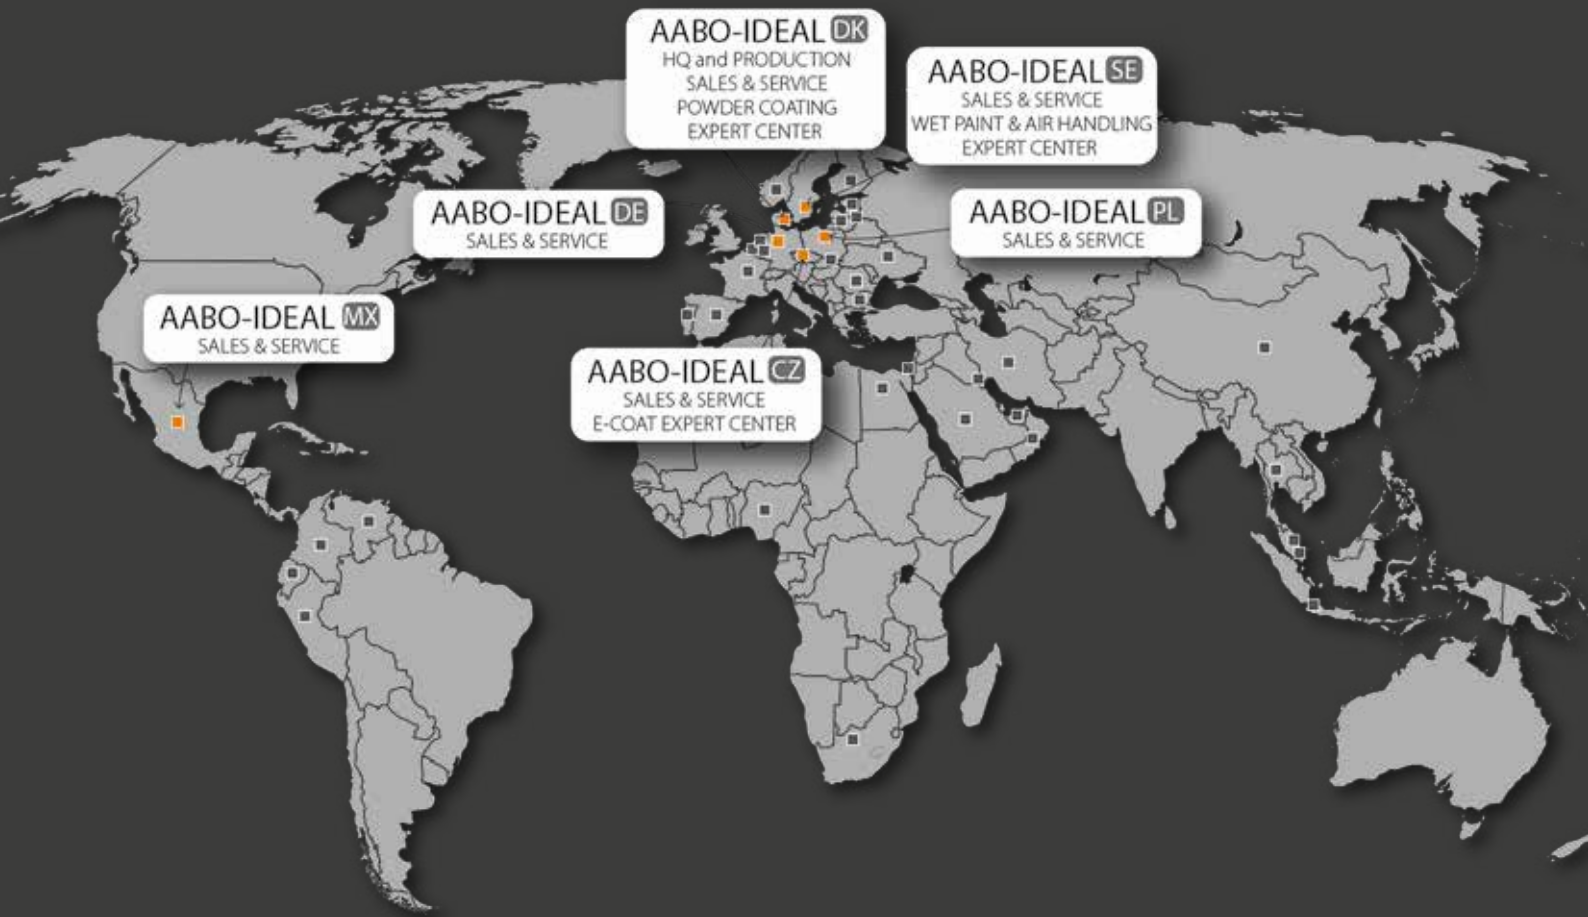 AABO-IDEAL DK
HQ and PRODUCTION
SALES & SERVICE
POWDER COATING
EXPERT CENTER
AABO-IDEAL SE
SALES & SERVICE
WET PAINT & AIR HANDLING
EXPERT CENTER
AABO-IDEAL DE
SALES & SERVICE
AABO-IDEAL PL
SALES & SERVICE
AABO-IDEAL MX
SALES & SERVICE
AABO-IDEAL CZ
SALES & SERVICE
E-COAT EXPERT CENTER